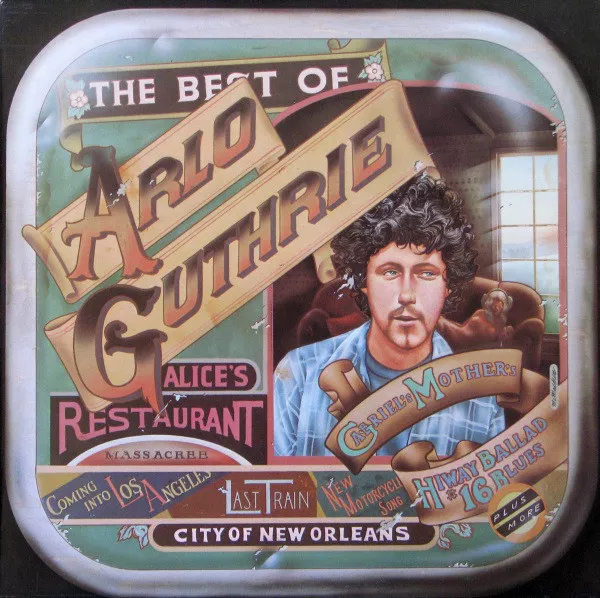 THE BEST OF
ARLO
GUTHRIE
ALICE'S
RESTAURANT
MASSACREE
GABRIEL'S MOTHER'S
HIWAY BALLAD
* 16 BLUES
COMING INTO LOS ANGELES
LAST TRAIN
NEW
MOTORCYCL
SONG
PLUS
MORE
CITY OF NEW ORLEANS